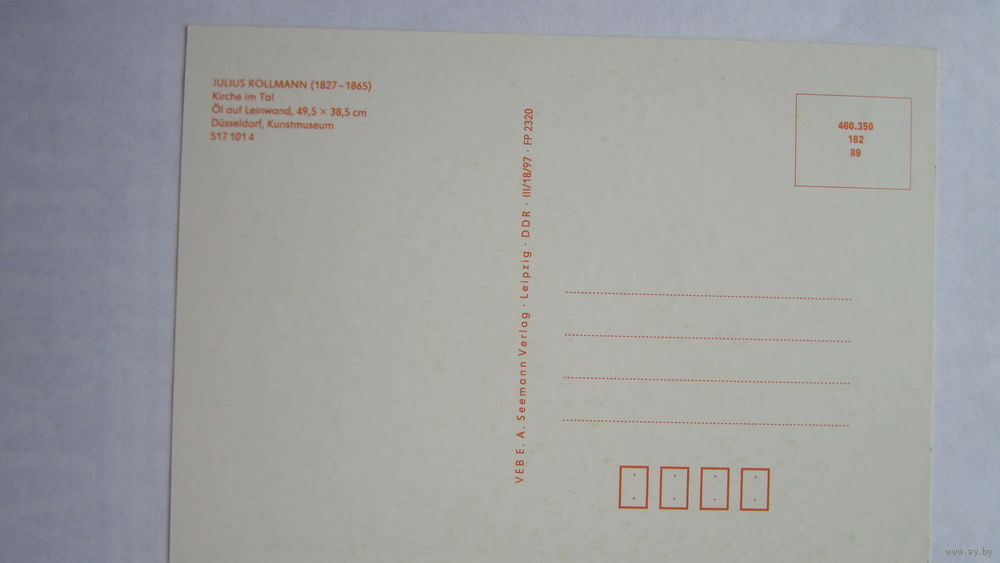 JULIUS ROLLMANN (1827–1865)
Kirche im Tal
Öl auf Leinwand, 49,5 × 38,5 cm
Düsseldorf, Kunstmuseum
517 101 4
VEB E. A. Seemann Verlag · Leipzig · DDR · III/18/97 · FP 2320
460.350
162
89
www.ay.by